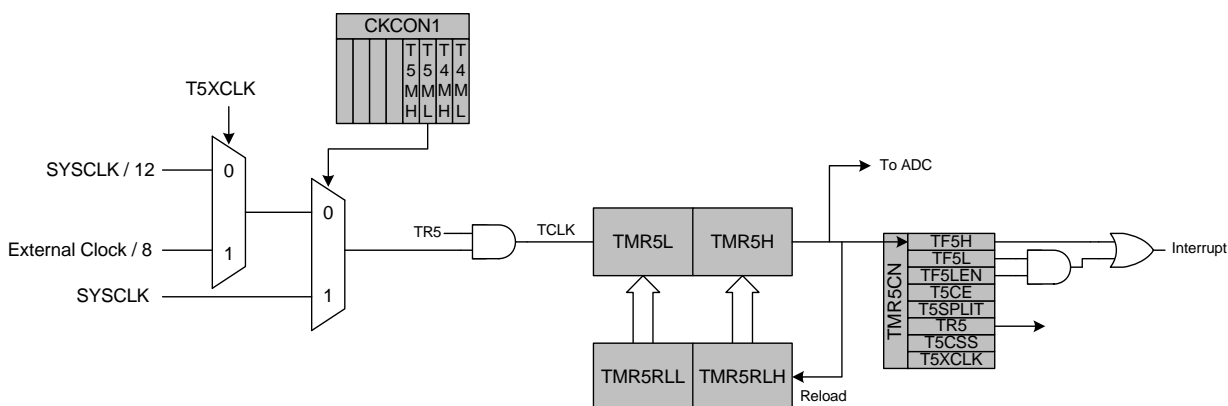 CKCON1
T5MH
T5ML
T4MH
T4ML
T5XCLK
SYSCLK / 12
0
External Clock / 8
1
SYSCLK
0
1
TR5
TCLK
TMR5L
TMR5H
To ADC
TMR5RLL
TMR5RLH
Reload
TMR5CN
TF5H
TF5L
TF5LEN
T5CE
T5SPLIT
TR5
T5CSS
T5XCLK
Interrupt